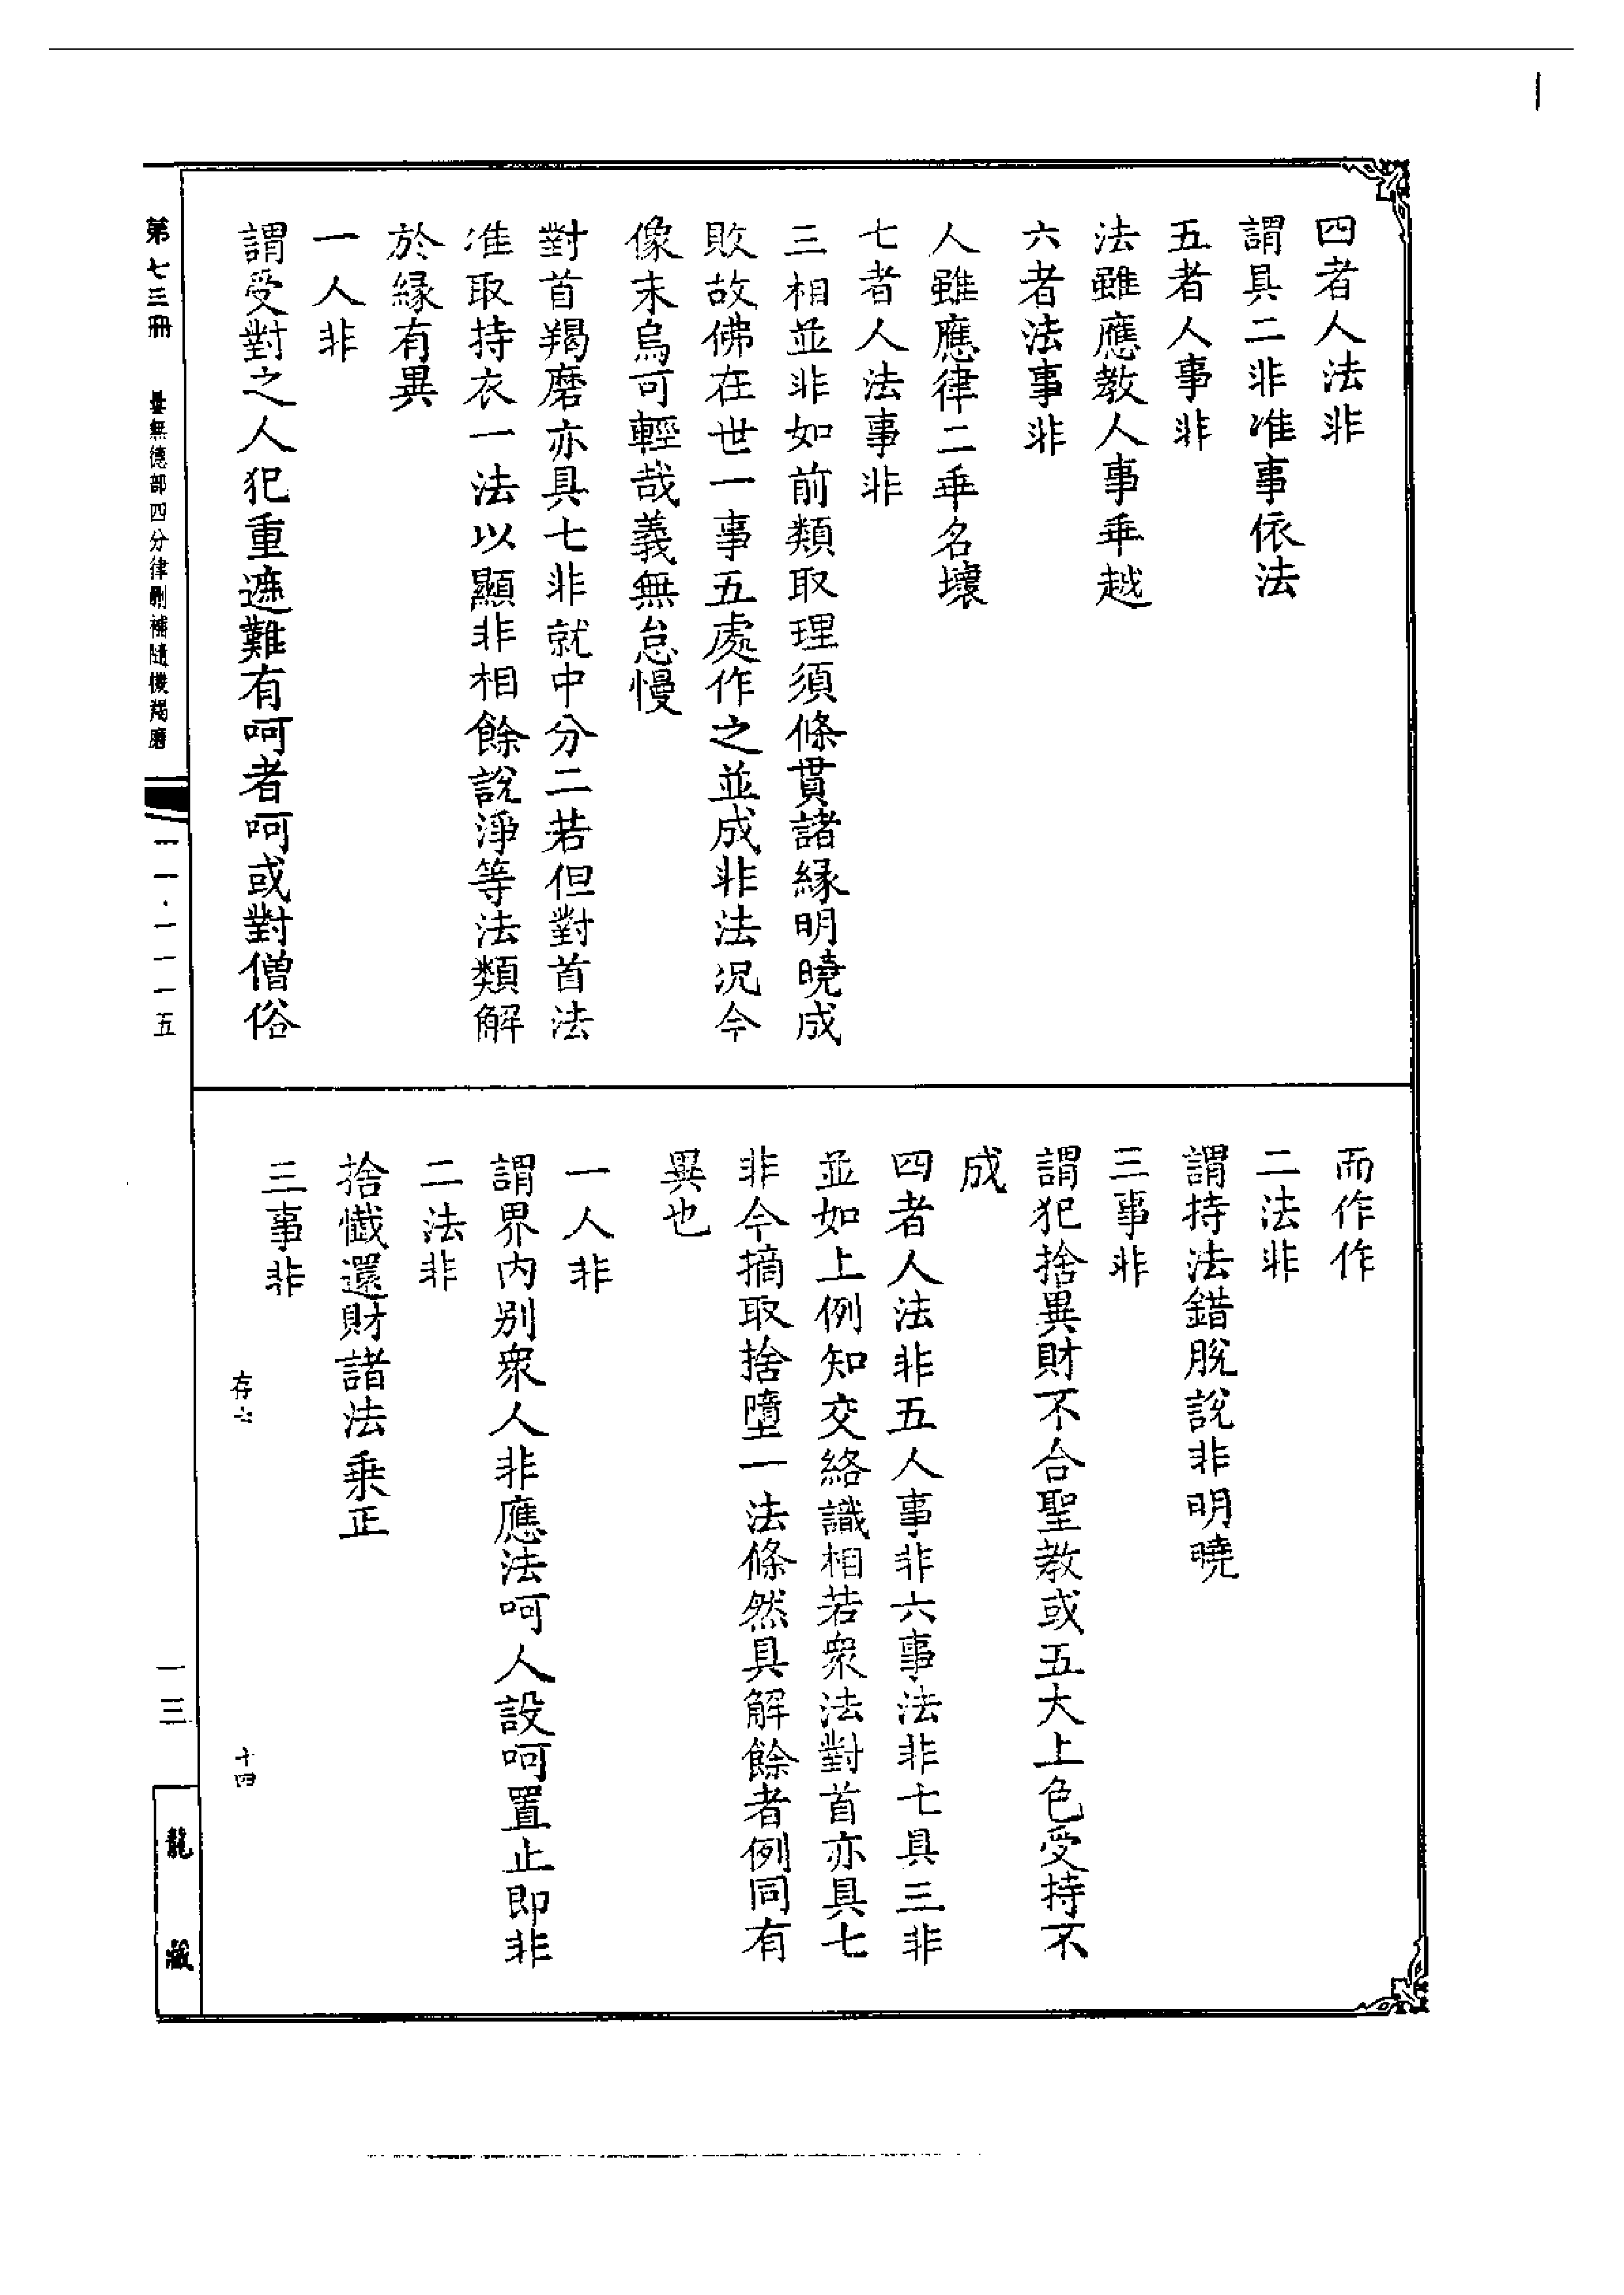 四者人法非
謂具二非准事依法
五者人事非
法雖應教人事乖越
六者法事非
人雖應律二乖名壞
七者人法事非
三相並非如前類取理須條貫諸緣明曉成
敗故佛在世一事五處作之並成非法況今
像末烏可輕哉義無怠慢
對首羯磨亦具七非就中分二若但對首法
准取持衣一法以顯非相餘說淨等法類解
於緣有異
一人非
謂受對之人犯重遮難有呵者呵或對僧俗
而作作
二法非
謂持法錯脫說非明曉
三事非
謂犯捨異財不合聖教或五大上色受持不
成
四者人法非五人事非六事法非七具三非
並如上例知交絡識相若眾法對首亦具七
非今摘取捨墮一法條然具解餘者例同有
異也
一人非
謂界內別眾人非應法呵人設呵置止即非
二法非
捨懺還財諸法乖正
三事非
存七
十四
第七三冊
曇無德部四分律刪補隨機羯磨
一一·一一一五
一三
龍藏